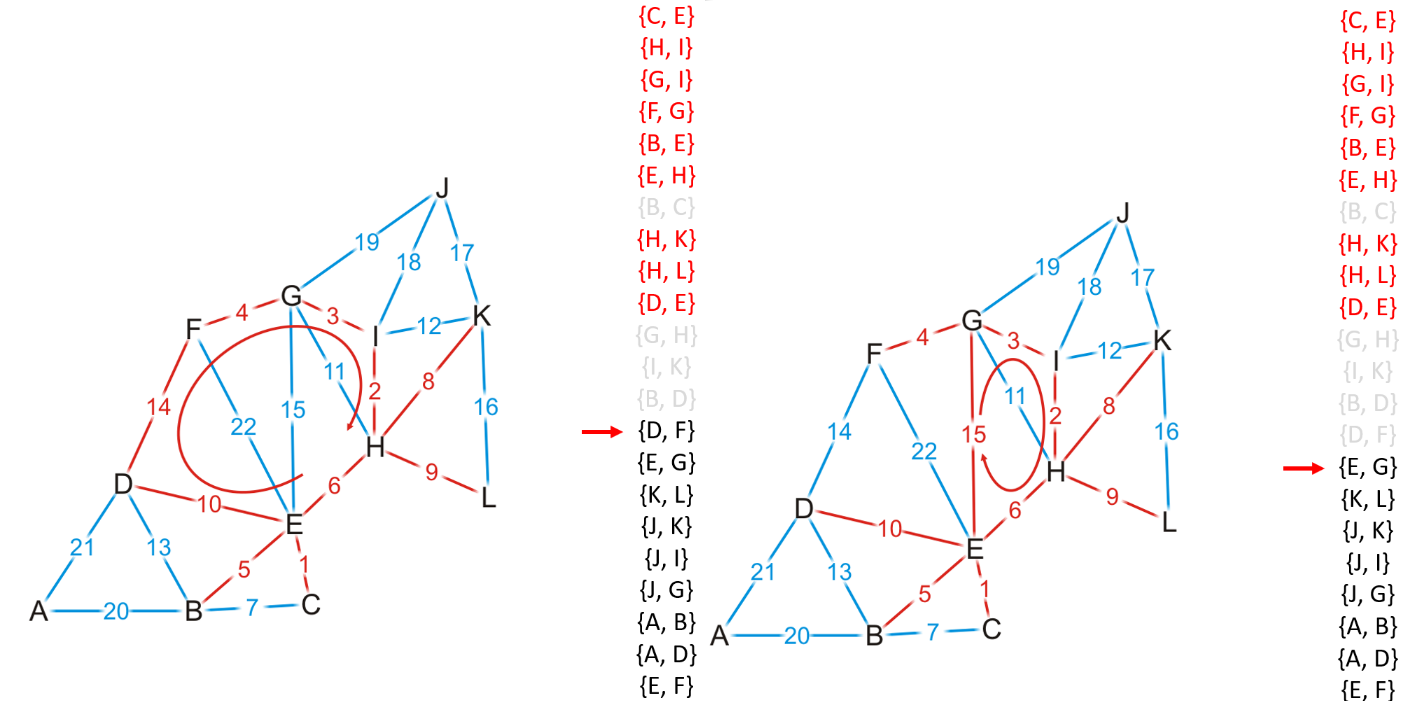 {C, E}
{H, I}
{G, I}
{F, G}
{B, E}
{E, H}
{B, C}
{H, K}
{H, L}
{D, E}
{G, H}
{I, K}
{B, D}
{D, F}
{E, G}
{K, L}
{J, K}
{J, I}
{J, G}
{A, B}
{A, D}
{E, F}
J
19
18
17
G
4
3
F
I
12
K
11
2
8
14
15
16
22
H
9
6
D
10
L
E
21
13
5
1
A
20
B
7
C
{C, E}
{H, I}
{G, I}
{F, G}
{B, E}
{E, H}
{B, C}
{H, K}
{H, L}
{D, E}
{G, H}
{I, K}
{B, D}
{D, F}
{E, G}
{K, L}
{J, K}
{J, I}
{J, G}
{A, B}
{A, D}
{E, F}
J
19
18
17
G
4
3
F
I
12
K
11
2
8
14
15
16
22
H
9
6
D
10
L
E
21
13
5
1
A
20
B
7
C